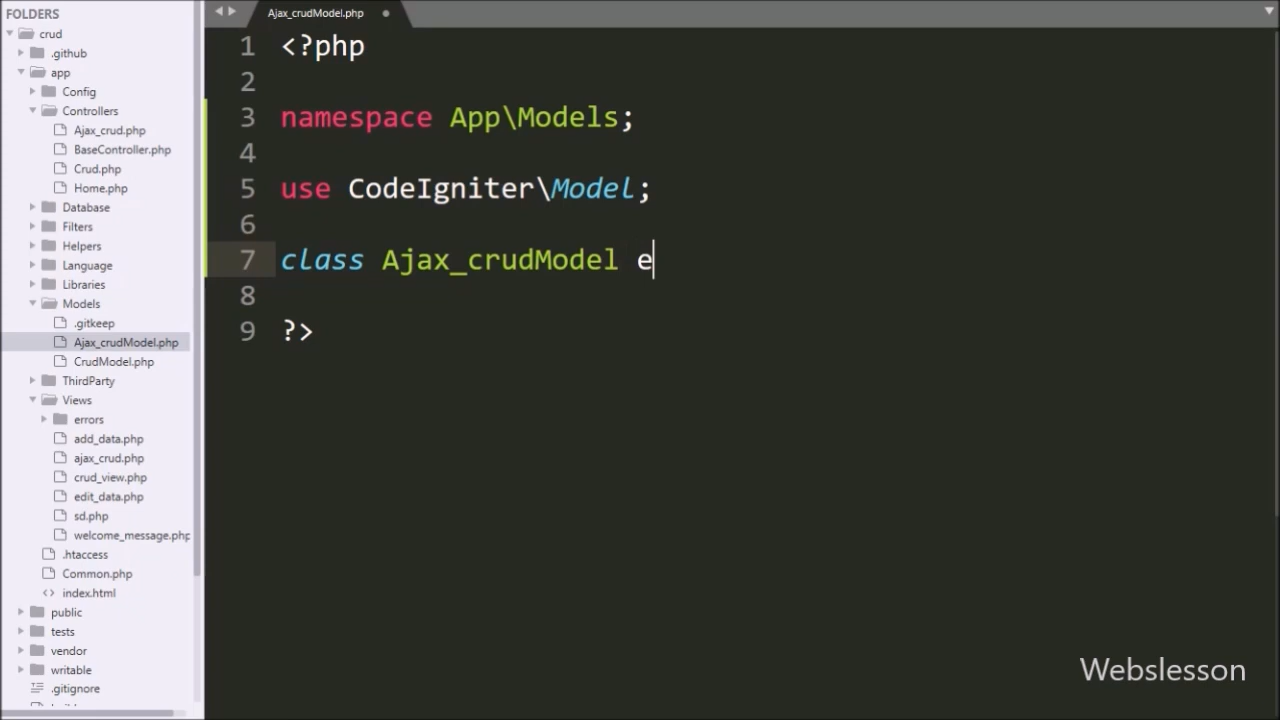 FOLDERS
crud
.github
app
Config
Controllers
Ajax_crud.php
BaseController.php
Crud.php
Home.php
Database
Filters
Helpers
Language
Libraries
Models
.gitkeep
Ajax_crudModel.php
CrudModel.php
ThirdParty
Views
errors
add_data.php
ajax_crud.php
crud_view.php
edit_data.php
sd.php
welcome_message.php
.htaccess
Common.php
index.html
public
tests
vendor
writable
.gitignore
Ajax_crudModel.php
1 <?php
2
3 namespace App\Models;
4
5 use CodeIgniter\Model;
6
7 class Ajax_crudModel e
8
9 ?>
Webslesson